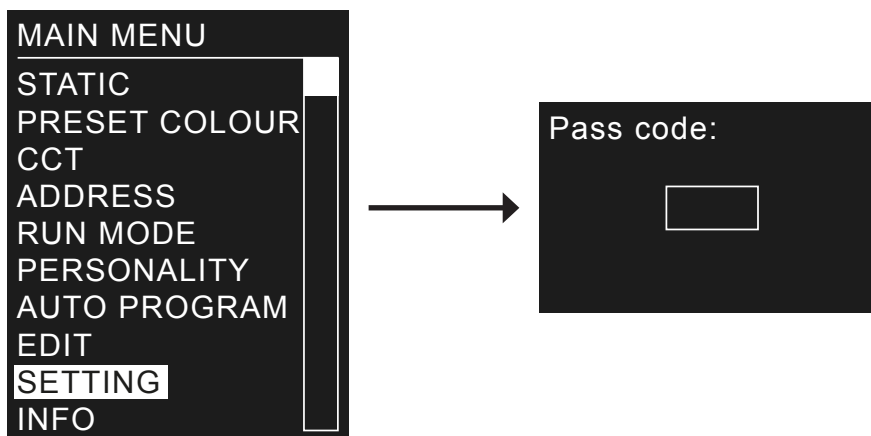 MAIN MENU
STATIC
PRESET COLOUR
CCT
ADDRESS
RUN MODE
PERSONALITY
AUTO PROGRAM
EDIT
SETTING
INFO
Pass code: